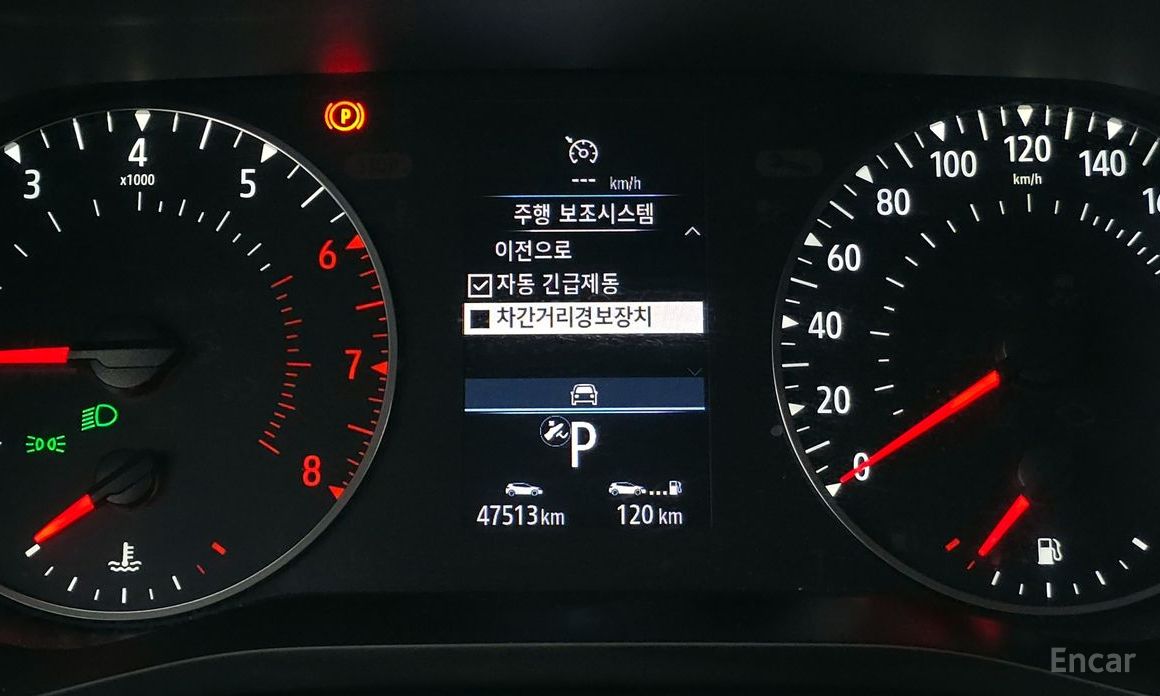 3
4
x1000
5
6
7
8
P
--- km/h
주행 보조시스템
이전으로
자동 긴급제동
차간거리경보장치
P
47513 km
120 km
0
20
40
60
80
100
120
km/h
140
Encar